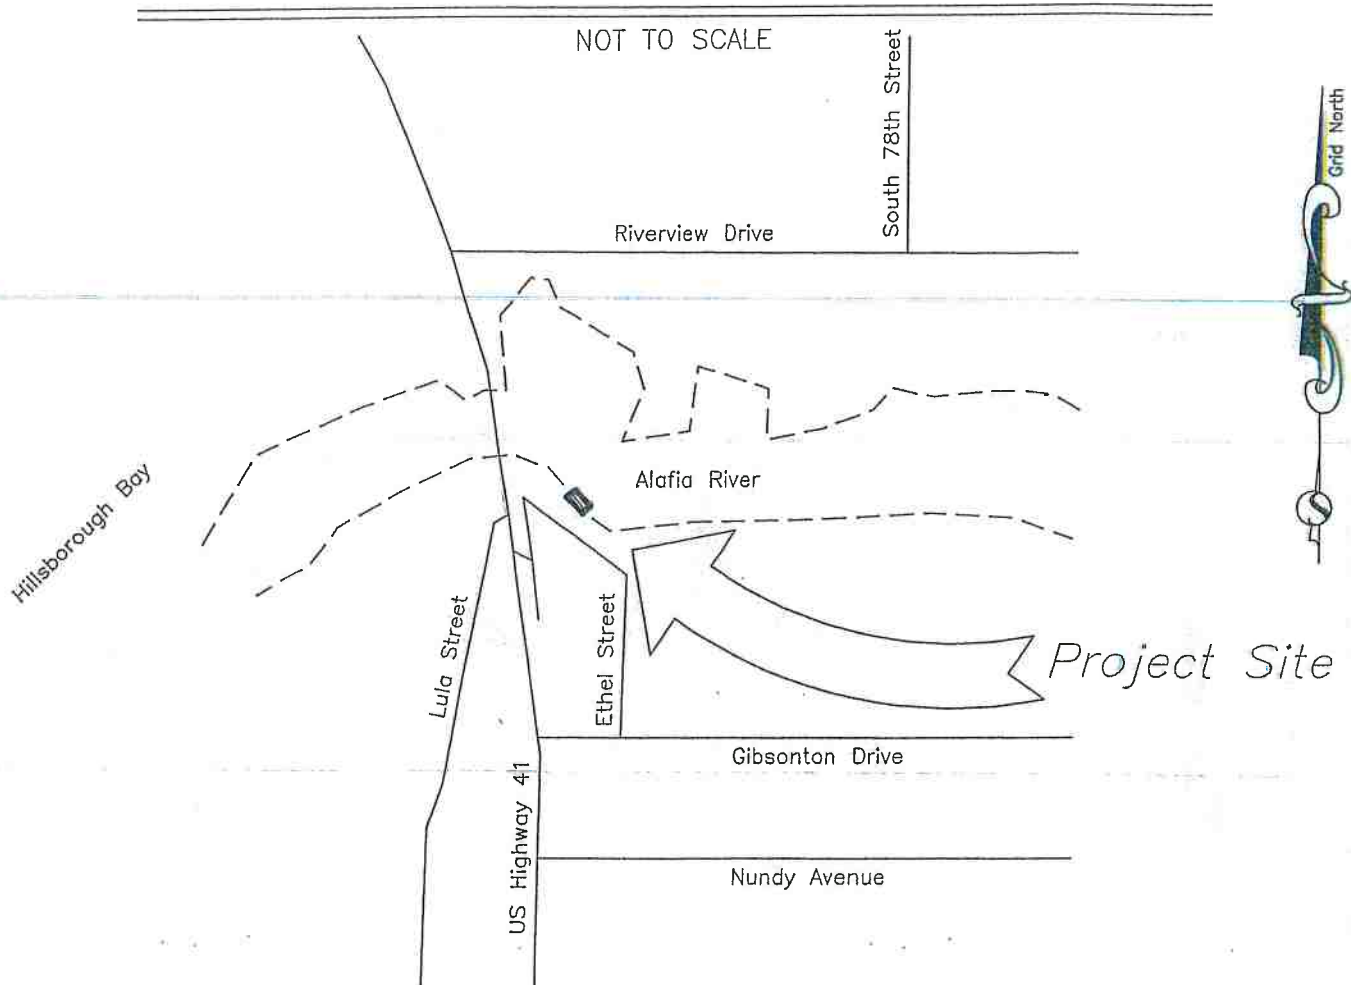 NOT TO SCALE
South 78th Street
Grid North
Riverview Drive
Hillsborough Bay
Alafia River
Lula Street
Ethel Street
Project Site
Gibsonton Drive
US Highway 41
Nundy Avenue